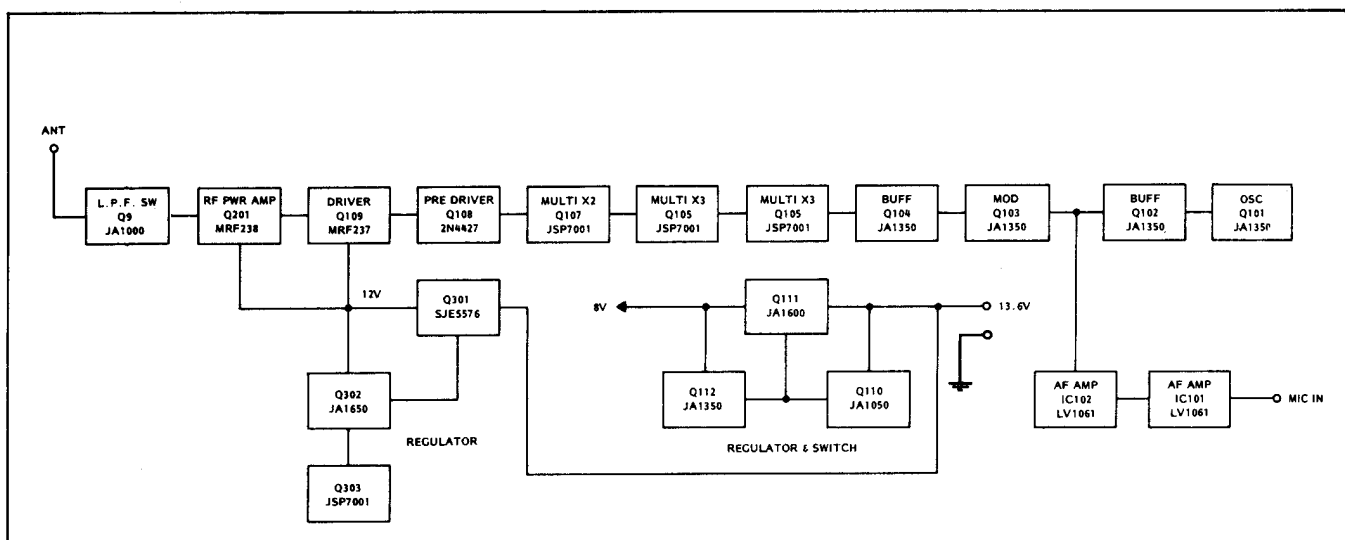 ANT
L.P.F. SW
Q9
JA1000
RF PWR AMP
Q201
MRF238
DRIVER
Q109
MRF237
PRE DRIVER
Q108
2N4427
MULTI X2
Q107
JSP7001
MULTI X3
Q105
JSP7001
MULTI X3
Q105
JSP7001
BUFF
Q104
JA1350
MOD
Q103
JA1350
BUFF
Q102
JA1350
OSC
Q101
JA1350
12V
Q301
SJE5576
8V
Q111
JA1600
13.6V
Q302
JA1650
Q112
JA1350
Q110
JA1050
AF AMP
IC102
LV1061
AF AMP
IC101
LV1061
MIC IN
REGULATOR
REGULATOR & SWITCH
Q303
JSP7001